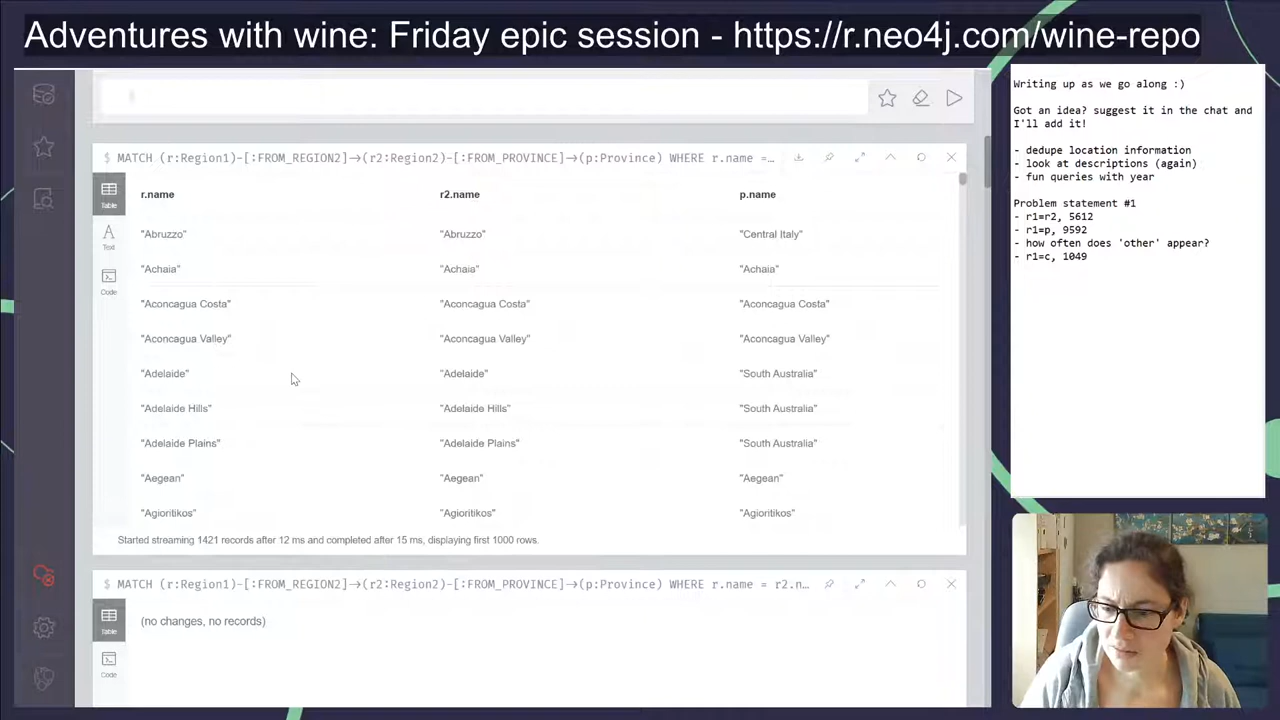 Adventures with wine: Friday epic session - https://r.neo4j.com/wine-repo
$ MATCH (r:Region1)-[:FROM_REGION2]→(r2:Region2)-[:FROM_PROVINCE]→(p:Province) WHERE r.name =…
Table
Text
Code
r.name r2.name p.name
"Abruzzo" "Abruzzo" "Central Italy"
"Achaia" "Achaia" "Achaia"
"Aconcagua Costa" "Aconcagua Costa" "Aconcagua Costa"
"Aconcagua Valley" "Aconcagua Valley" "Aconcagua Valley"
"Adelaide" "Adelaide" "South Australia"
"Adelaide Hills" "Adelaide Hills" "South Australia"
"Adelaide Plains" "Adelaide Plains" "South Australia"
"Aegean" "Aegean" "Aegean"
"Agioritikos" "Agioritikos" "Agioritikos"
Started streaming 1421 records after 12 ms and completed after 15 ms, displaying first 1000 rows.
$ MATCH (r:Region1)-[:FROM_REGION2]→(r2:Region2)-[:FROM_PROVINCE]→(p:Province) WHERE r.name = r2.n…
Table
Code
(no changes, no records)
Writing up as we go along :)
Got an idea? suggest it in the chat and
I'll add it!
- dedupe location information
- look at descriptions (again)
- fun queries with year
Problem statement #1
- r1=r2, 5612
- r1=p, 9592
- how often does 'other' appear?
- r1=c, 1049